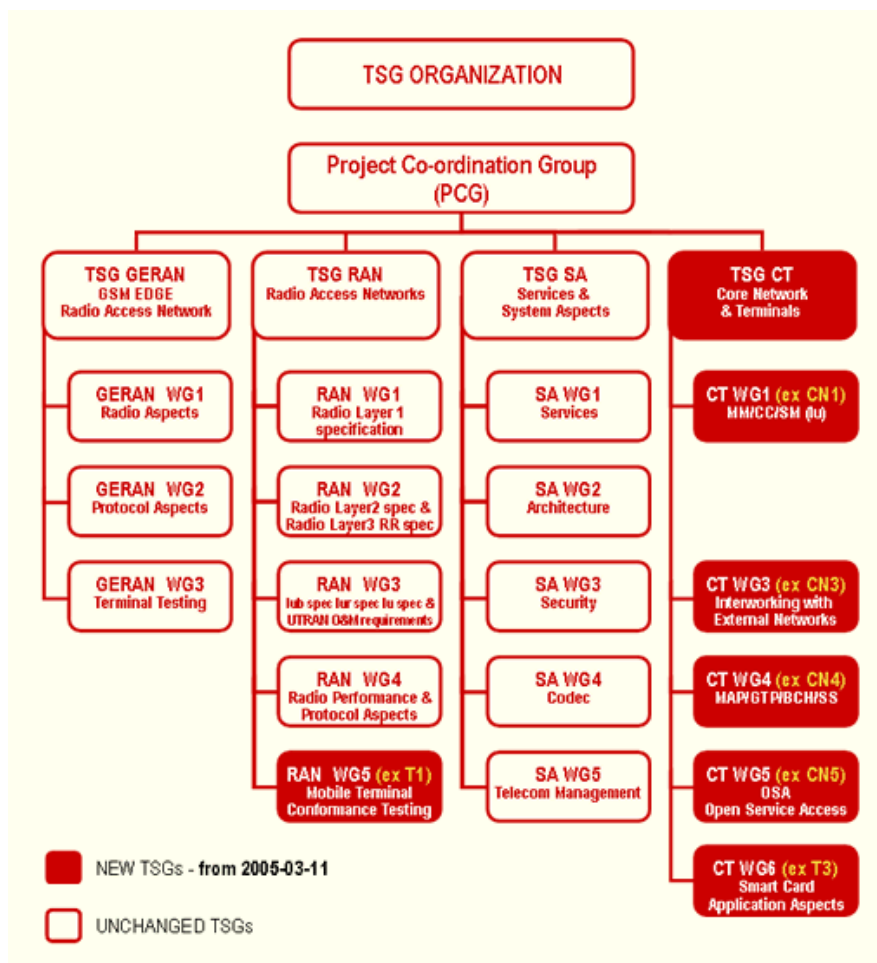 TSG ORGANIZATION
Project Co-ordination Group
(PCG)
TSG GERAN
GSM EDGE
Radio Access Network
TSG RAN
Radio Access Networks
TSG SA
Services &
System Aspects
TSG CT
Core Network
& Terminals
GERAN WG1
Radio Aspects
RAN WG1
Radio Layer 1
specification
SA WG1
Services
CT WG1 (ex CN1)
MM/CC/SM (Iu)
GERAN WG2
Protocol Aspects
RAN WG2
Radio Layer2 spec &
Radio Layer3 RR spec
SA WG2
Architecture
GERAN WG3
Terminal Testing
RAN WG3
Iub spec Iur spec Iu spec &
UTRAN O&M requirements
SA WG3
Security
CT WG3 (ex CN3)
Interworking with
External Networks
RAN WG4
Radio Performance &
Protocol Aspects
SA WG4
Codec
CT WG4 (ex CN4)
MAP/GTP/BCH/SS
RAN WG5 (ex T1)
Mobile Terminal
Conformance Testing
SA WG5
Telecom Management
CT WG5 (ex CN5)
OSA
Open Service Access
CT WG6 (ex T3)
Smart Card
Application Aspects
NEW TSGs - from 2005-03-11
UNCHANGED TSGs